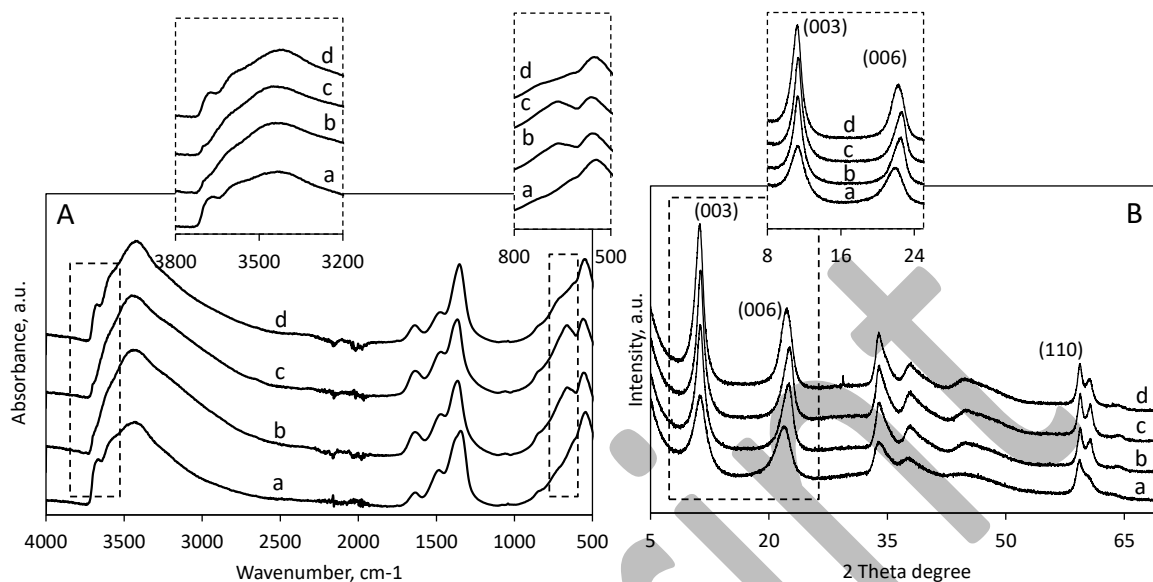 d
c
b
a
3800 3500 3200
d
c
b
a
800 500
(003)
(006)
d
c
b
a
8 16 24
A
Absorbance, a.u.
d
c
b
a
4000 3500 3000 2500 2000 1500 1000 500
Wavenumber, cm-1
B
Intensity, a.u.
(003)
(006)
(110)
d
c
b
a
5 20 35 50 65
2 Theta degree